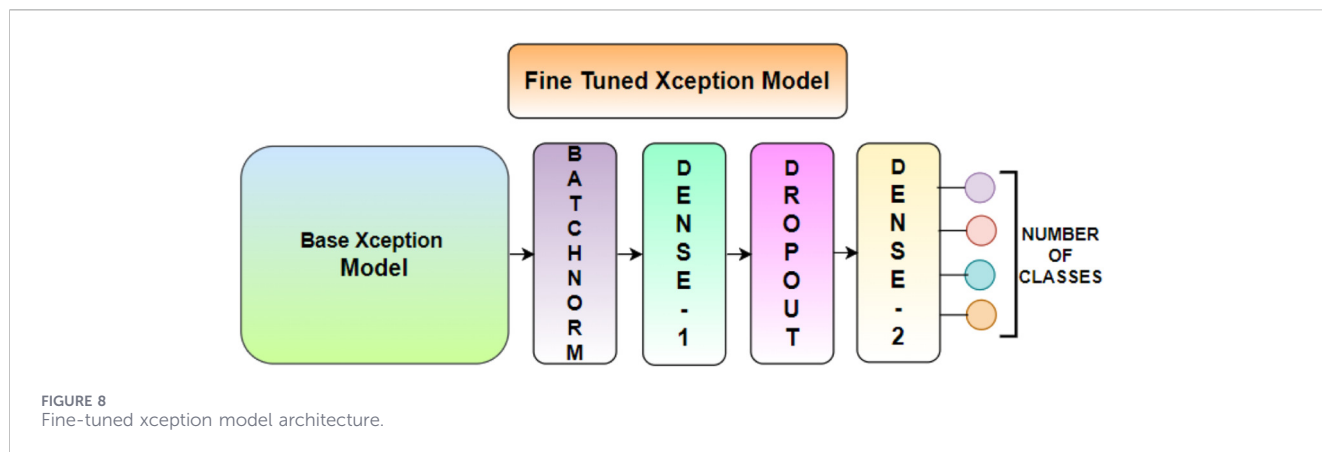 Fine Tuned Xception Model
Base Xception
Model
BATCHNORM
DENSE-1
DROPOUT
DENSE-2
NUMBER
OF
CLASSES
FIGURE 8
Fine-tuned xception model architecture.